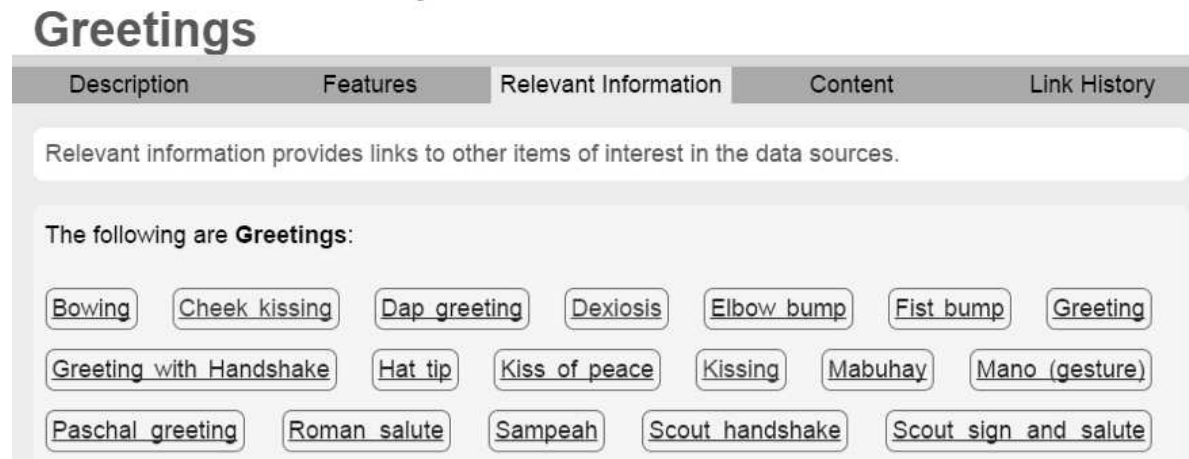 Greetings
Description Features Relevant Information Content Link History
Relevant information provides links to other items of interest in the data sources.
The following are Greetings:
Bowing Cheek kissing Dap greeting Dexiosis Elbow bump Fist bump Greeting
Greeting with Handshake Hat tip Kiss of peace Kissing Mabuhay Mano (gesture)
Paschal greeting Roman salute Sampeah Scout handshake Scout sign and salute